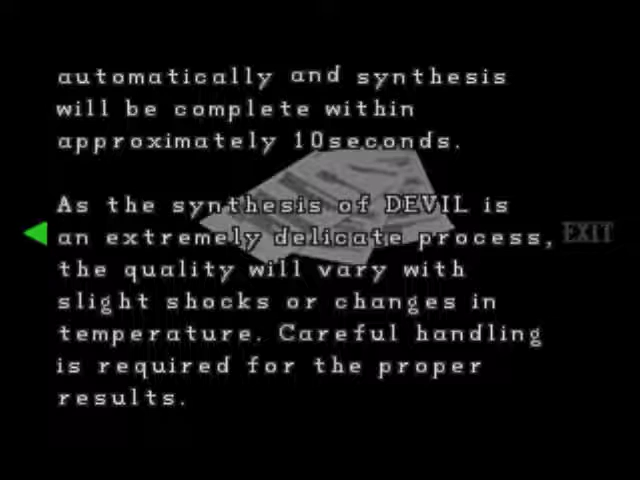 automatically and synthesis
will be complete within
approximately 10seconds.
As the synthesis of DEVIL is
an extremely delicate process,
EXIT
the quality will vary with
slight shocks or changes in
temperature. Careful handling
is required for the proper
results.